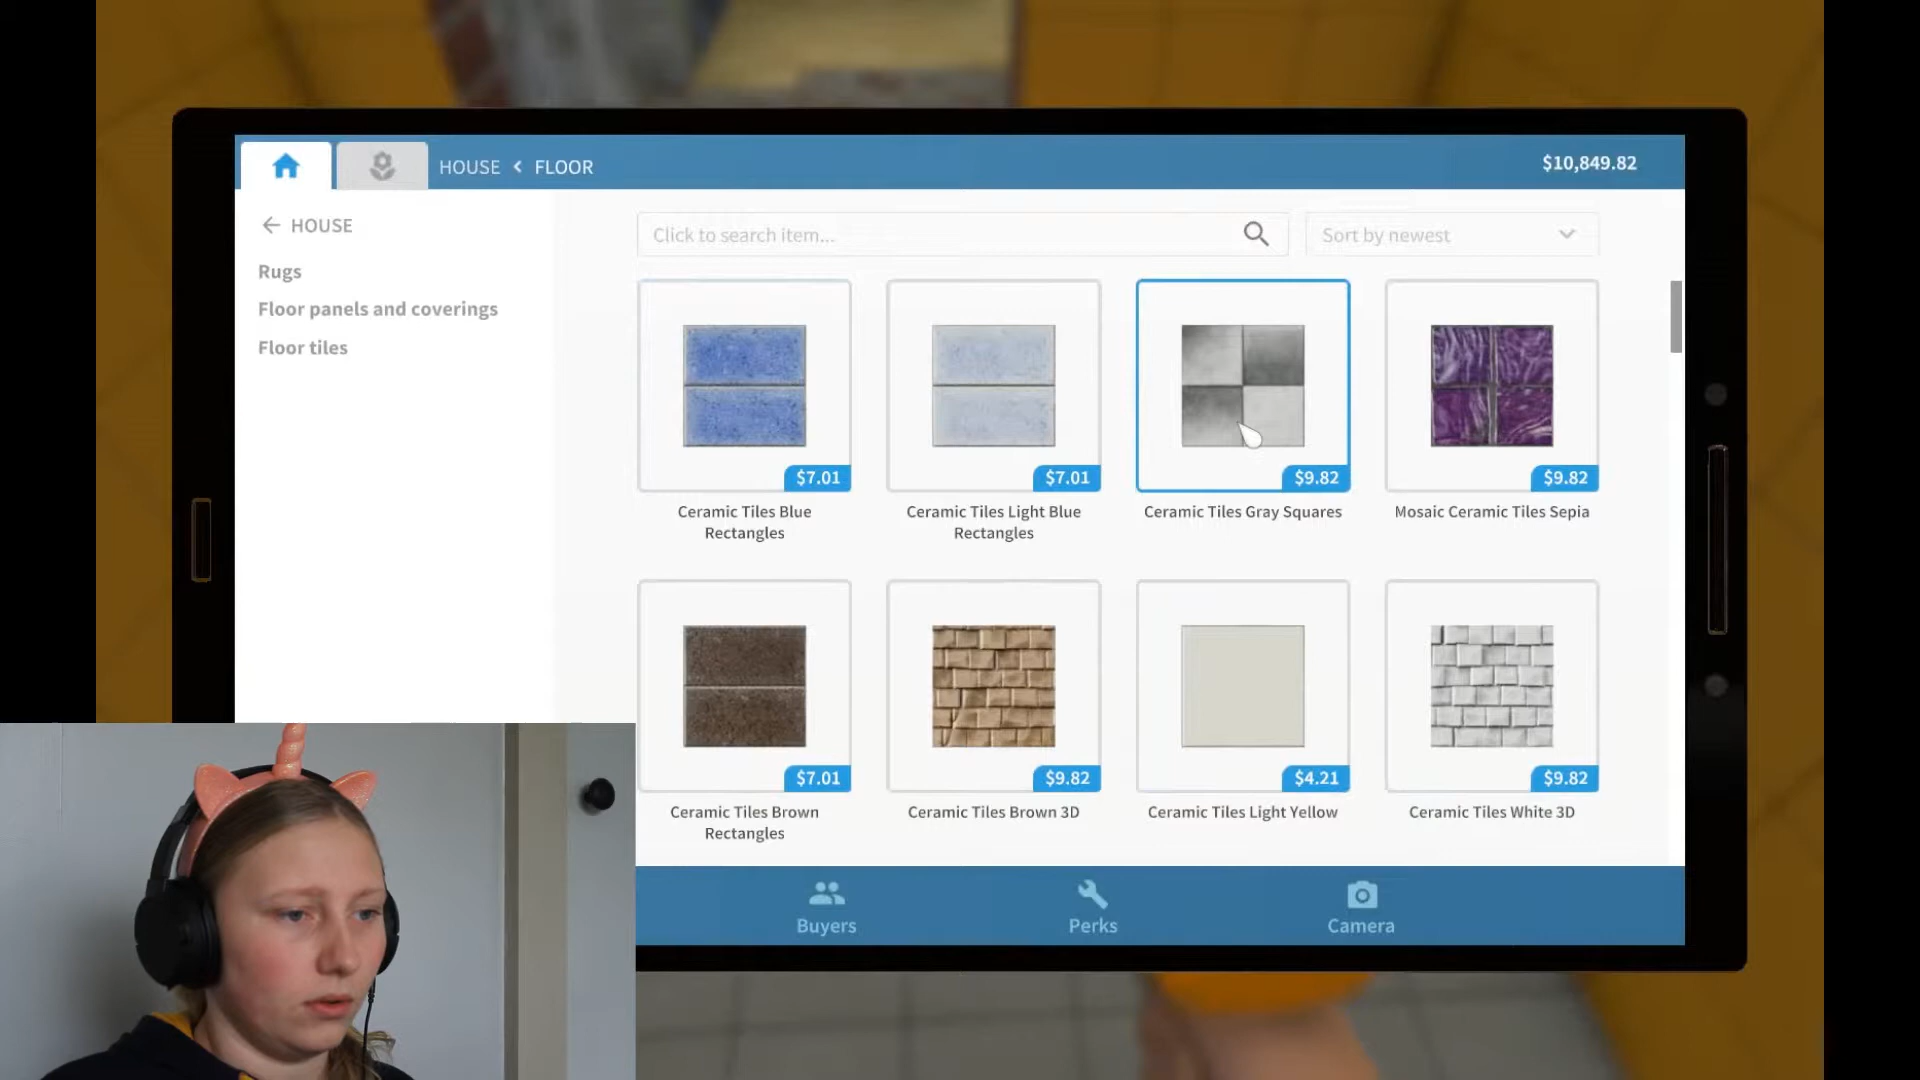 HOUSE < FLOOR
$10,849.82
HOUSE
Rugs
Floor panels and coverings
Floor tiles
Click to search item...
Sort by newest
$7.01
$7.01
$9.82
$9.82
Ceramic Tiles Blue
Rectangles
Ceramic Tiles Light Blue
Rectangles
Ceramic Tiles Gray Squares
Mosaic Ceramic Tiles Sepia
$7.01
$9.82
$4.21
$9.82
Ceramic Tiles Brown
Rectangles
Ceramic Tiles Brown 3D
Ceramic Tiles Light Yellow
Ceramic Tiles White 3D
Buyers
Perks
Camera